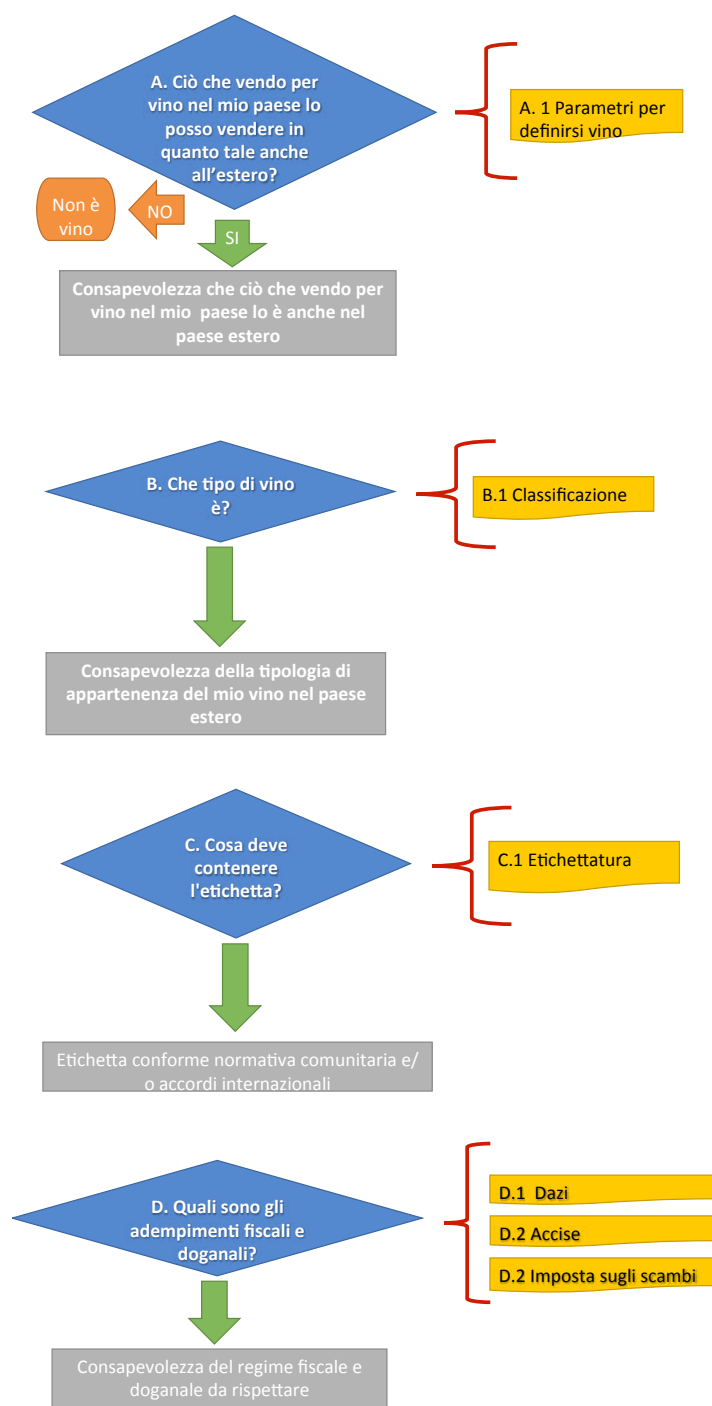 A. Ciò che vendo per
vino nel mio paese lo
posso vendere in
quanto tale anche
all'estero?
A. 1 Parametri per
definirsi vino
Non è
vino
NO
SI
Consapevolezza che ciò che vendo per
vino nel mio paese lo è anche nel
paese estero
B. Che tipo di vino
è?
B.1 Classificazione
Consapevolezza della tipologia di
appartenenza del mio vino nel paese
estero
C. Cosa deve
contenere
l'etichetta?
C.1 Etichettatura
Etichetta conforme normativa comunitaria e/
o accordi internazionali
D. Quali sono gli
adempimenti fiscali e
doganali?
D.1 Dazi
D.2 Accise
D.2 Imposta sugli scambi
Consapevolezza del regime fiscale e
doganale da rispettare